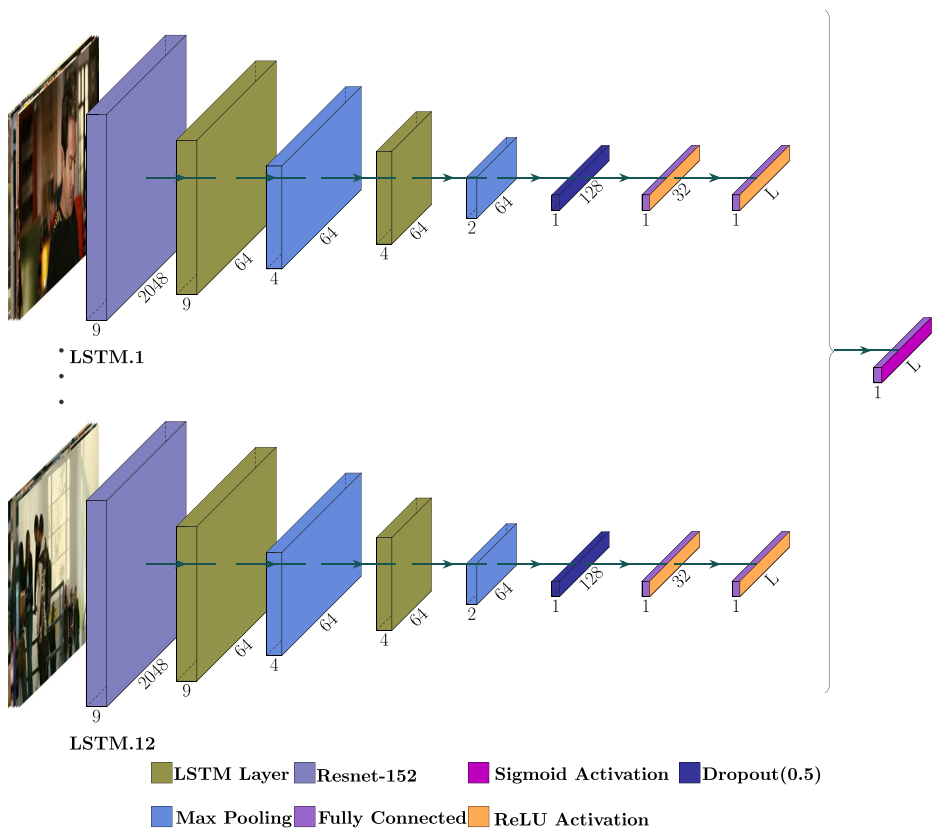 9
2048
9
64
4
64
4
64
2
64
1
128
1
32
1
L
LSTM.1
1
L
9
2048
9
64
4
64
4
64
2
64
1
128
1
32
1
L
LSTM.12
LSTM Layer
Resnet-152
Sigmoid Activation
Dropout(0.5)
Max Pooling
Fully Connected
ReLU Activation